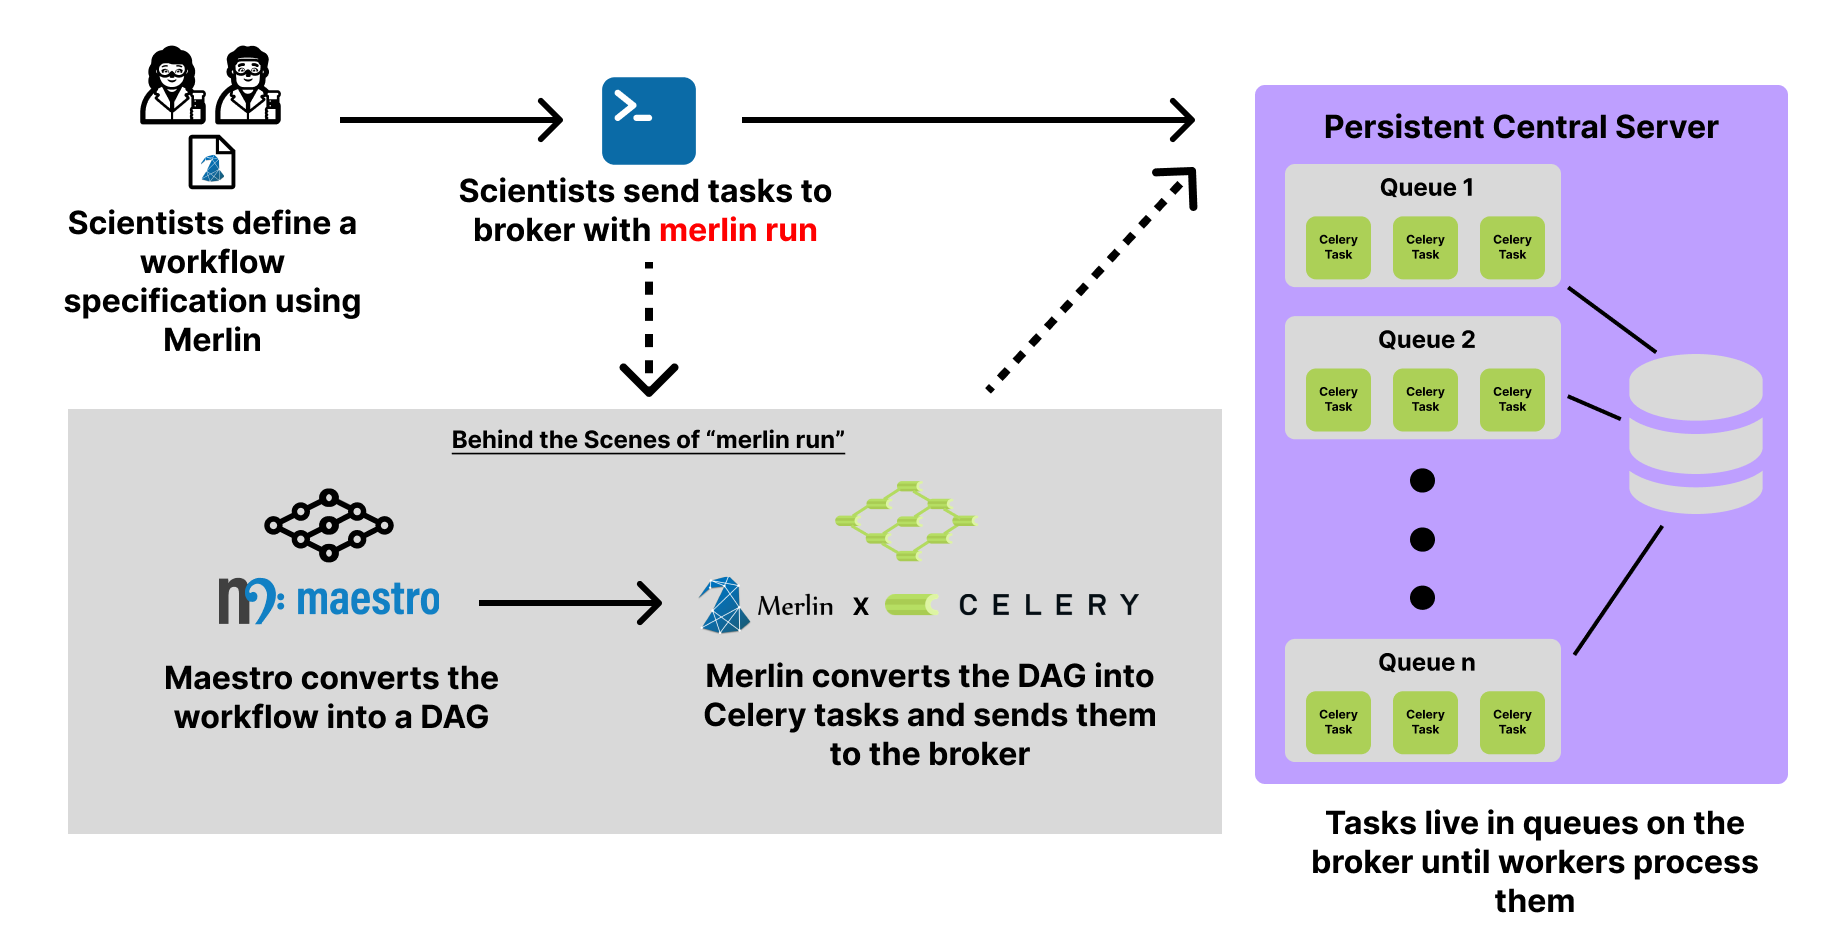 Scientists define a
workflow
specification using
Merlin
Scientists send tasks to
broker with merlin run
Behind the Scenes of “merlin run”
maestro
Maestro converts the
workflow into a DAG
Merlin x CELERY
Merlin converts the DAG into
Celery tasks and sends them
to the broker
Persistent Central Server
Queue 1
Celery Task
Celery Task
Celery Task
Queue 2
Celery Task
Celery Task
Celery Task
Queue n
Celery Task
Celery Task
Celery Task
Tasks live in queues on the
broker until workers process
them